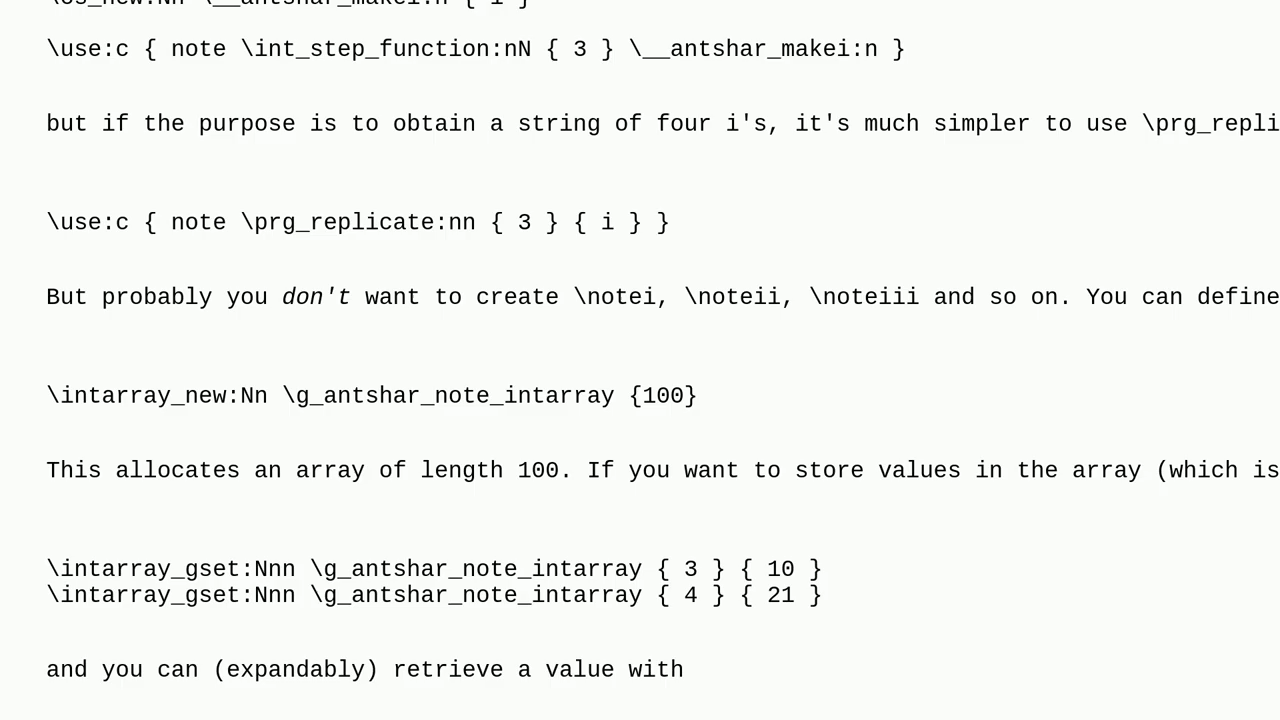 \cs_new:Nn \__antshar_makei:n { i }
\use:c { note \int_step_function:nN { 3 } \__antshar_makei:n }
but if the purpose is to obtain a string of four i's, it's much simpler to use \prg_repli
\use:c { note \prg_replicate:nn { 3 } { i } }
But probably you don't want to create \notei, \noteii, \noteiii and so on. You can define
\intarray_new:Nn \g_antshar_note_intarray {100}
This allocates an array of length 100. If you want to store values in the array (which is
\intarray_gset:Nnn \g_antshar_note_intarray { 3 } { 10 }
\intarray_gset:Nnn \g_antshar_note_intarray { 4 } { 21 }
and you can (expandably) retrieve a value with